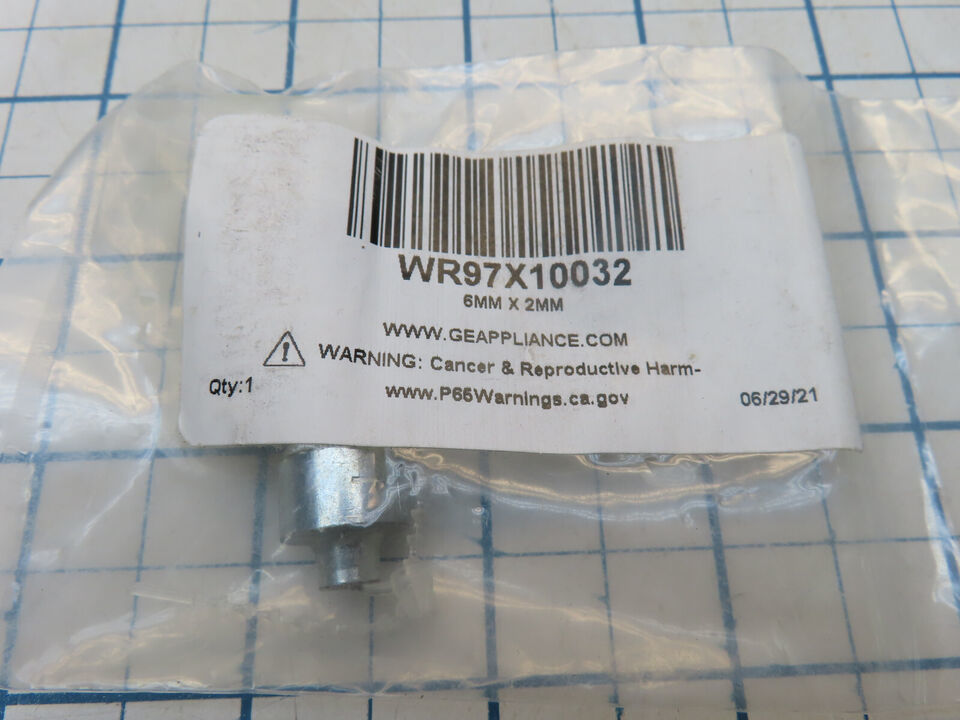 WR97X10032
6MM X 2MM
WWW.GEAPPLIANCE.COM
WARNING: Cancer & Reproductive Harm-
Qty:1
www.P65Warnings.ca.gov
06/29/21